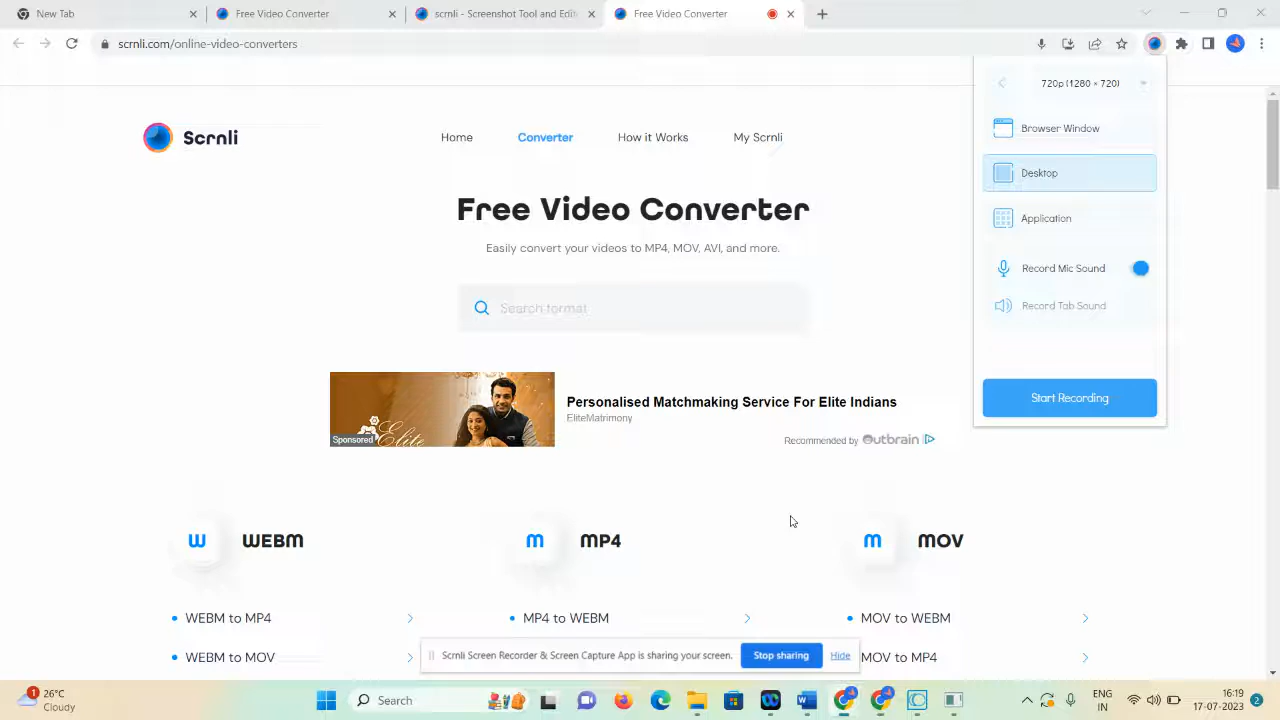 New Tab
Free Video Converter
scrnli - Screenshot Tool and Edit
Free Video Converter
scrnli.com/online-video-converters
720p (1280 × 720)
Browser Window
Desktop
Application
Record Mic Sound
Record Tab Sound
Start Recording
Scrnli
Home
Converter
How it Works
My Scrnli
Free Video Converter
Easily convert your videos to MP4, MOV, AVI, and more.
Search format
Sponsored
Elite
Personalised Matchmaking Service For Elite Indians
EliteMatrimony
Recommended by Outbrain
W WEBM
M MP4
M MOV
WEBM to MP4
MP4 to WEBM
MOV to WEBM
WEBM to MOV
MOV to MP4
Scrnli Screen Recorder & Screen Capture App is sharing your screen.
Stop sharing
Hide
1
26°C
Cloudy
Search
ENG
IN
16:19
17-07-2023
2